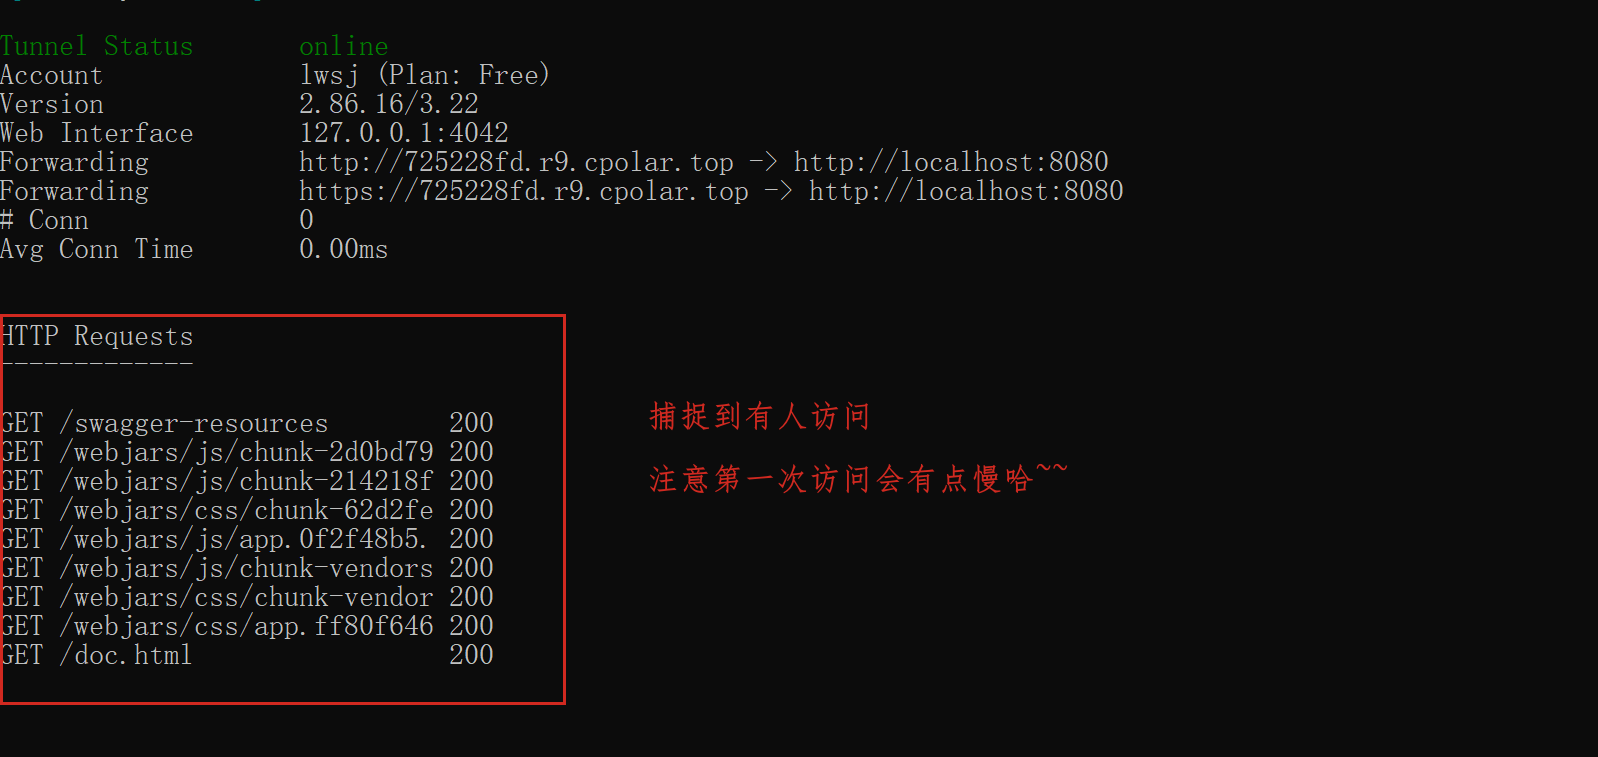 Tunnel Status online
Account lwsj (Plan: Free)
Version 2.86.16/3.22
Web Interface 127.0.0.1:4042
Forwarding http://725228fd.r9.cpolar.top -> http://localhost:8080
Forwarding https://725228fd.r9.cpolar.top -> http://localhost:8080
# Conn 0
Avg Conn Time 0.00ms
HTTP Requests
-------------
GET /swagger-resources 200
GET /webjars/js/chunk-2d0bd79 200
GET /webjars/js/chunk-214218f 200
GET /webjars/css/chunk-62d2fe 200
GET /webjars/js/app.0f2f48b5. 200
GET /webjars/js/chunk-vendors 200
GET /webjars/css/chunk-vendor 200
GET /webjars/css/app.ff80f646 200
GET /doc.html 200
捕捉到有人访问
注意第一次访问会有点慢哈~~